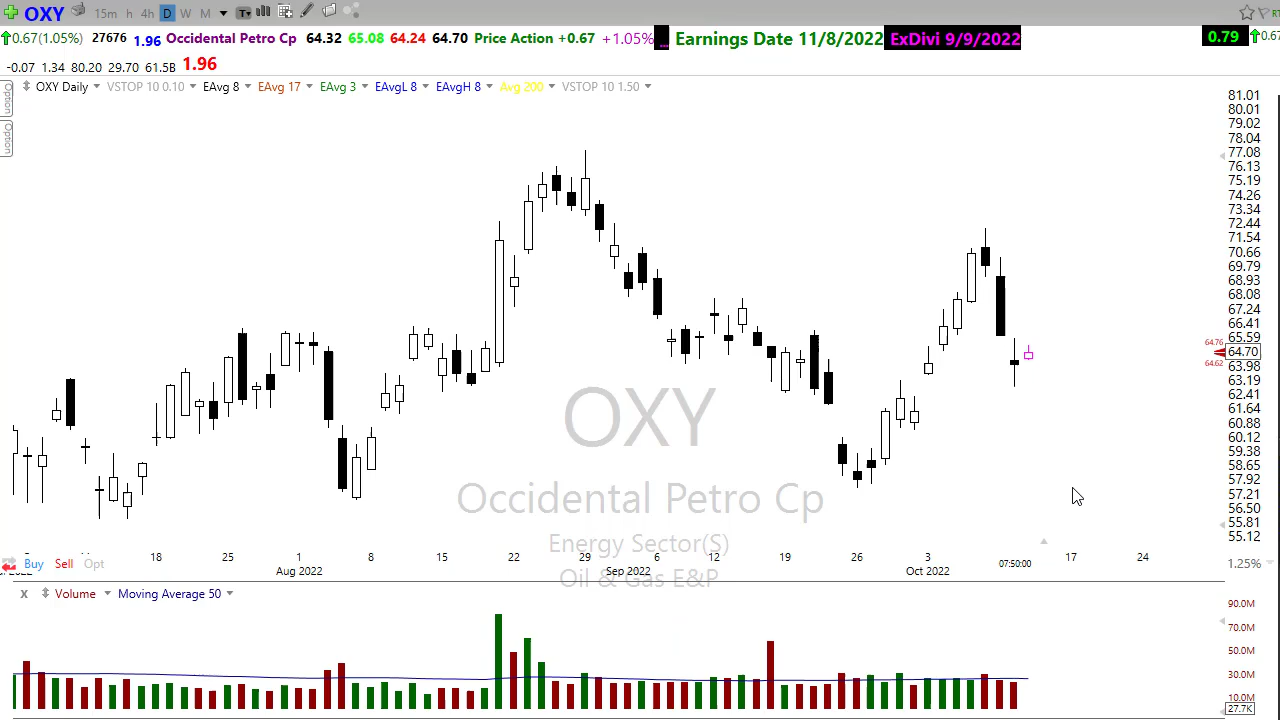 OXY 15m h 4h D W M T
0.67(1.05%) 27676 1.96 Occidental Petro Cp 64.32 65.08 64.24 64.70 Price Action +0.67 +1.05% ... Earnings Date 11/8/2022 ExDivi 9/9/2022 0.79 0.67
-0.07 1.34 80.20 29.70 61.5B 1.96
OXY Daily VSTOP 10 0.10 EAvg 8 EAvg 17 EAvg 3 EAvgL 8 EAvgH 8 Avg 200 VSTOP 10 1.50
Option
Option
81.01
80.01
79.02
78.04
77.08
76.13
75.19
74.26
73.34
72.44
71.54
70.66
69.79
68.93
68.08
67.24
66.41
65.59
64.76
64.70
64.62
63.98
63.19
62.41
61.64
60.88
60.12
59.38
58.65
57.92
57.21
56.50
55.81
55.12
OXY
Occidental Petro Cp
Energy Sector(S)
Oil & Gas E&P
18 25 1 8 15 22 29 6 12 19 26 3 17 24
Buy Sell Opt
1.25%
Aug 2022 Sep 2022 Oct 2022 07:50:00
X Volume Moving Average 50
90.0M
70.0M
50.0M
30.0M
10.0M
27.7K